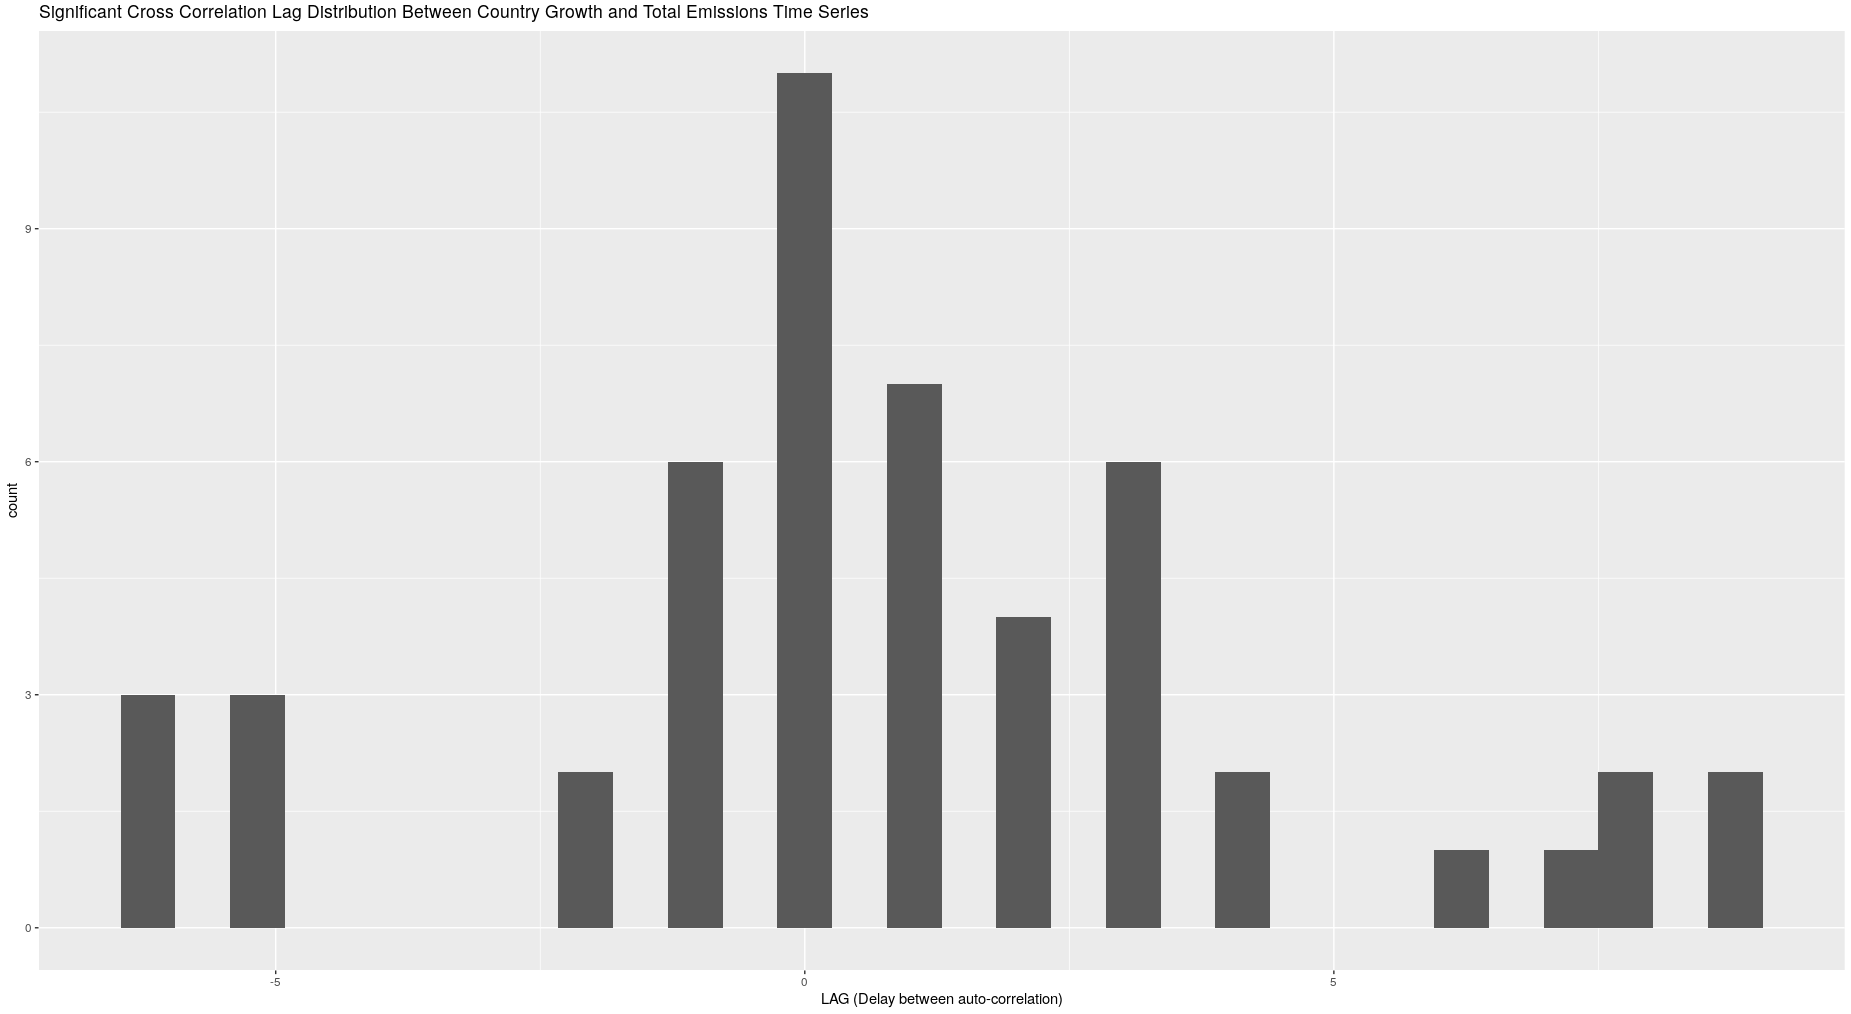 Significant Cross Correlation Lag Distribution Between Country Growth and Total Emissions Time Series
count
9
6
3
0
-5
0
5
LAG (Delay between auto-correlation)